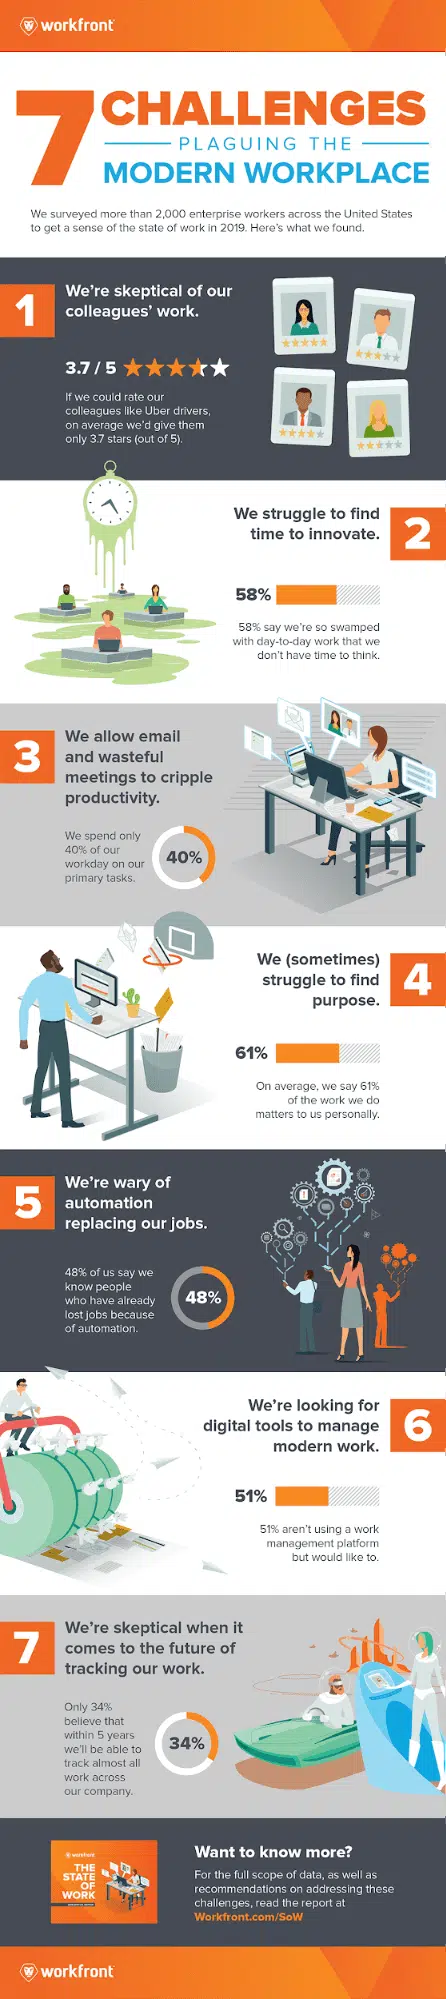 workfront
7 CHALLENGES
PLAGUING THE
MODERN WORKPLACE
We surveyed more than 2,000 enterprise workers across the United States
to get a sense of the state of work in 2019. Here's what we found.
1
We're skeptical of our
colleagues' work.
3.7 / 5
If we could rate our
colleagues like Uber drivers,
on average we'd give them
only 3.7 stars (out of 5).
2
We struggle to find
time to innovate.
58%
58% say we're so swamped
with day-to-day work that we
don't have time to think.
3
We allow email
and wasteful
meetings to cripple
productivity.
We spend only
40% of our
workday on our
primary tasks.
40%
4
We (sometimes)
struggle to find
purpose.
61%
On average, we say 61%
of the work we do
matters to us personally.
5
We're wary of
automation
replacing our jobs.
48% of us say we
know people
who have already
lost jobs because
of automation.
48%
6
We're looking for
digital tools to manage
modern work.
51%
51% aren't using a work
management platform
but would like to.
7
We're skeptical when it
comes to the future of
tracking our work.
Only 34%
believe that
within 5 years
we'll be able to
track almost all
work across
our company.
34%
workfront
THE
STATE
OF
WORK
Want to know more?
For the full scope of data, as well as
recommendations on addressing these
challenges, read the report at
Workfront.com/SoW
workfront